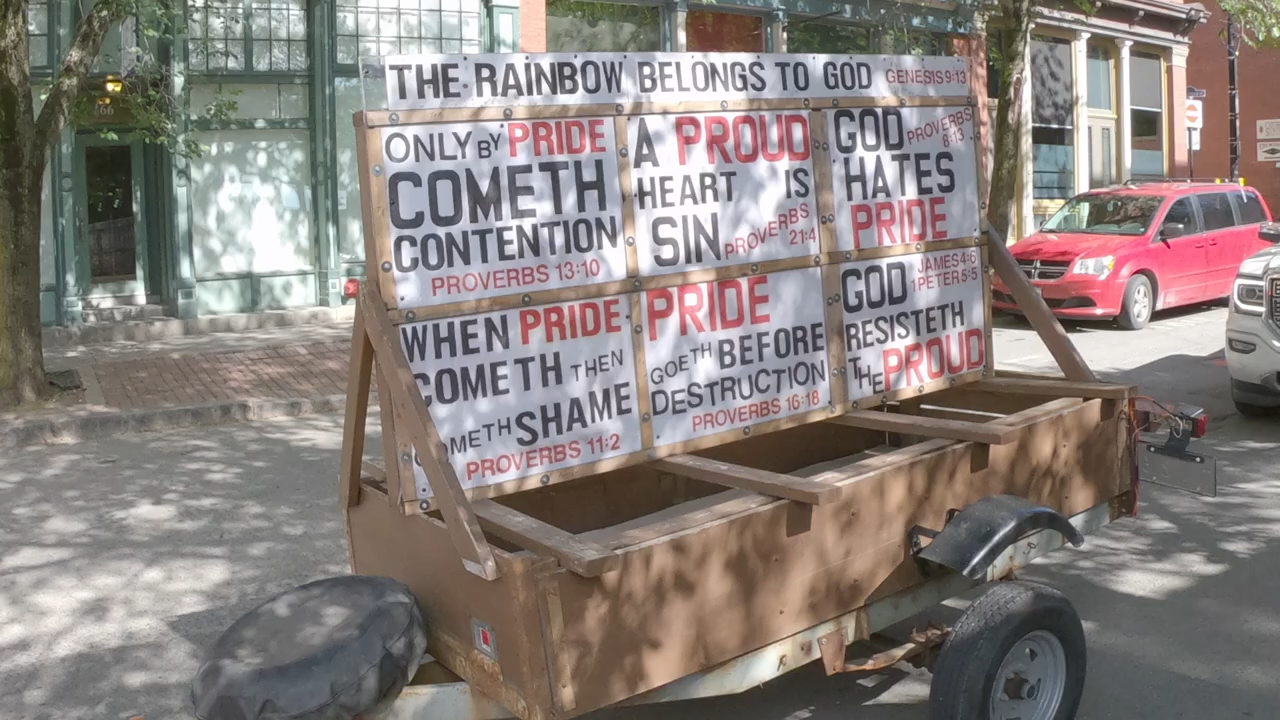 THE RAINBOW BELONGS TO GOD GENESIS 9:13
ONLY BY PRIDE
COMETH
CONTENTION
PROVERBS 13:10
A PROUD
HEART IS
SIN PROVERBS
21:4
GOD PROVERBS
8:13
HATES
PRIDE
WHEN PRIDE
COMETH THEN
COMETH SHAME
PROVERBS 11:2
PRIDE
GOETH BEFORE
DESTRUCTION
PROVERBS 16:18
GOD JAMES 4:6
1 PETER 5:5
RESISTETH
THE PROUD
66